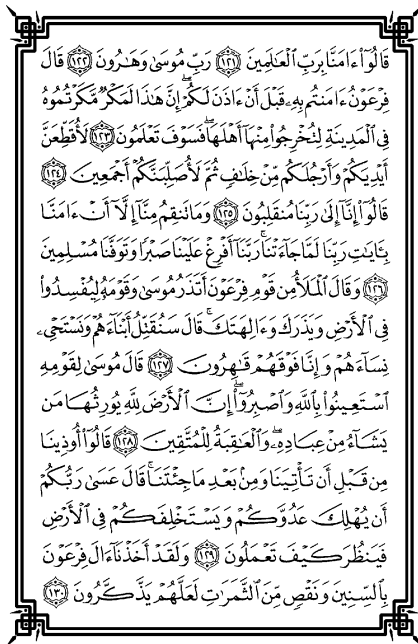 قَالُوٓا۟ ءَامَنَّا بِرَبِّ ٱلْعَٰلَمِينَ ١٢١ رَبِّ مُوسَىٰ وَهَٰرُونَ ١٢٢ قَالَ
فِرْعَوْنُ ءَامَنتُم بِهِۦ قَبْلَ أَنْ ءَاذَنَ لَكُمْ ۖ إِنَّ هَٰذَا لَمَكْرٌ مَّكَرْتُمُوهُ
فِى ٱلْمَدِينَةِ لِتُخْرِجُوا۟ مِنْهَآ أَهْلَهَا ۖ فَسَوْفَ تَعْلَمُونَ ١٢٣ لَأُقَطِّعَنَّ
أَيْدِيَكُمْ وَأَرْجُلَكُم مِّنْ خِلَٰفٍ ثُمَّ لَأُصَلِّبَنَّكُمْ أَجْمَعِينَ ١٢٤
قَالُوٓا۟ إِنَّآ إِلَىٰ رَبِّنَا مُنقَلِبُونَ ١٢٥ وَمَا تَنقِمُ مِنَّآ إِلَّآ أَنْ ءَامَنَّا
بِـَٔايَٰتِ رَبِّنَا لَمَّا جَآءَتْنَا ۚ رَبَّنَآ أَفْرِغْ عَلَيْنَا صَبْرًا وَتَوَفَّنَا مُسْلِمِينَ
١٢٦ وَقَالَ ٱلْمَلَأُ مِن قَوْمِ فِرْعَوْنَ أَتَذَرُ مُوسَىٰ وَقَوْمَهُۥ لِيُفْسِدُوا۟
فِى ٱلْأَرْضِ وَيَذَرَكَ وَءَالِهَتَكَ ۚ قَالَ سَنُقَتِّلُ أَبْنَآءَهُمْ وَنَسْتَحْىِۦ
نِسَآءَهُمْ وَإِنَّا فَوْقَهُمْ قَٰهِرُونَ ١٢٧ قَالَ مُوسَىٰ لِقَوْمِهِ
ٱسْتَعِينُوا۟ بِٱللَّهِ وَٱصْبِرُوٓا۟ ۖ إِنَّ ٱلْأَرْضَ لِلَّهِ يُورِثُهَا مَن
يَشَآءُ مِنْ عِبَادِهِۦ ۖ وَٱلْعَٰقِبَةُ لِلْمُتَّقِينَ ١٢٨ قَالُوٓا۟ أُوذِينَا
مِن قَبْلِ أَن تَأْتِيَنَا وَمِنۢ بَعْدِ مَا جِئْتَنَا ۚ قَالَ عَسَىٰ رَبُّكُمْ
أَن يُهْلِكَ عَدُوَّكُمْ وَيَسْتَخْلِفَكُمْ فِى ٱلْأَرْضِ
فَيَنظُرَ كَيْفَ تَعْمَلُونَ ١٢٩ وَلَقَدْ أَخَذْنَآ ءَالَ فِرْعَوْنَ
بِٱلسِّنِينَ وَنَقْصٍ مِّنَ ٱلثَّمَرَٰتِ لَعَلَّهُمْ يَذَّكَّرُونَ ١٣٠